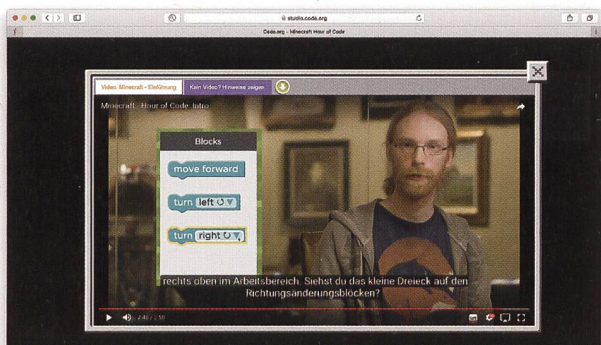 studio.code.org
Code.org - Minecraft Hour of Code
Video: Minecraft - Einführung
Kein Video? Hinweise zeigen.
Minecraft - Hour of Code: Intro
Blocks
move forward
turn left
turn right
rechts oben im Arbeitsbereich. Siehst du das kleine Dreieck auf den
Richtungsänderungsblöcken?